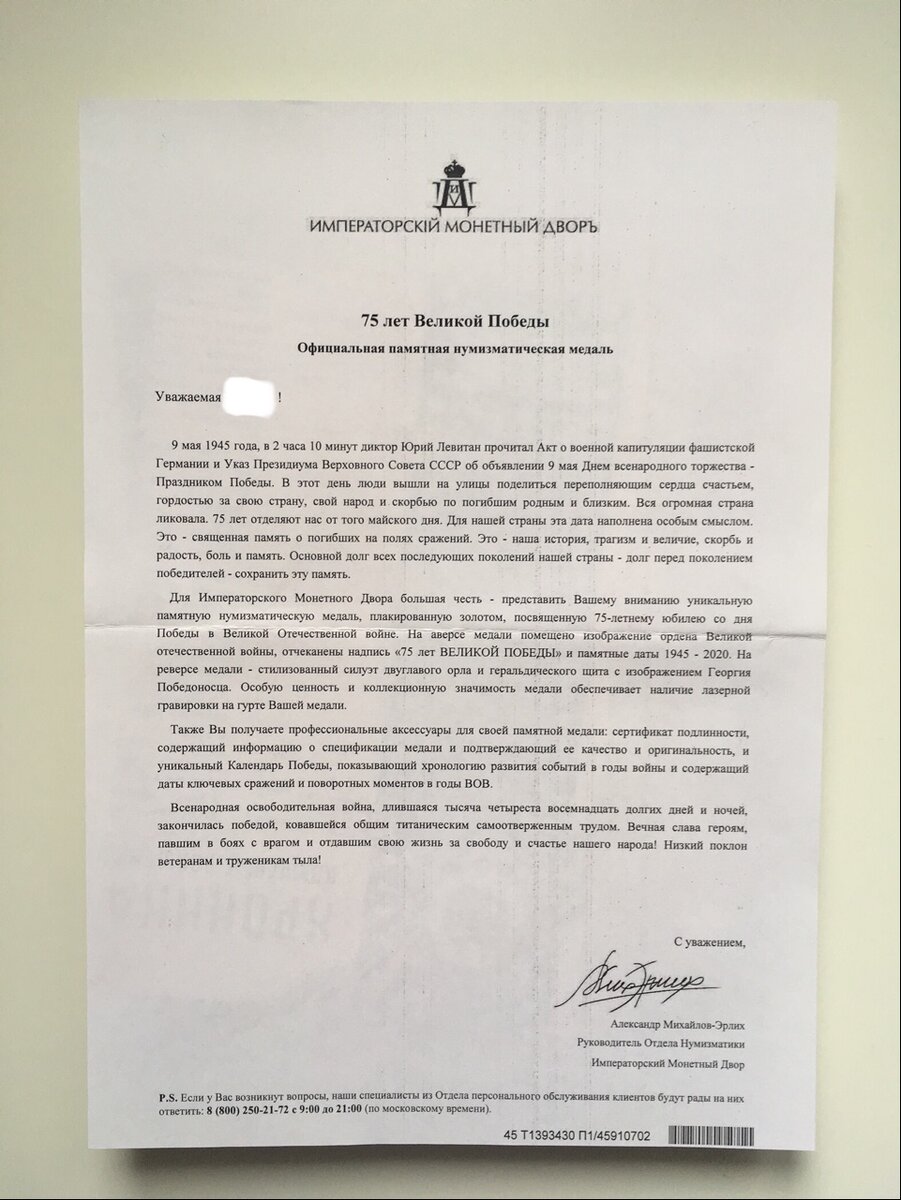 ИМ
ИМПЕРАТОРСКІЙ МОНЕТНЫЙ ДВОРЪ
75 лет Великой Победы
Официальная памятная нумизматическая медаль
Уважаемая !
9 мая 1945 года, в 2 часа 10 минут диктор Юрий Левитан прочитал Акт о военной капитуляции фашистской
Германии и Указ Президиума Верховного Совета СССР об объявлении 9 мая Днем всенародного торжества -
Праздником Победы. В этот день люди вышли на улицы поделиться переполняющим сердца счастьем,
гордостью за свою страну, свой народ и скорбью по погибшим родным и близким. Вся огромная страна
ликовала. 75 лет отделяют нас от того майского дня. Для нашей страны эта дата наполнена особым смыслом.
Это - священная память о погибших на полях сражений. Это - наша история, трагизм и величие, скорбь и
радость, боль и память. Основной долг всех последующих поколений нашей страны - долг перед поколением
победителей - сохранить эту память.
Для Императорского Монетного Двора большая честь - представить Вашему вниманию уникальную
памятную нумизматическую медаль, плакированную золотом, посвященную 75-летнему юбилею со дня
Победы в Великой Отечественной войне. На аверсе медали помещено изображение ордена Великой
отечественной войны, отчеканены надпись «75 лет ВЕЛИКОЙ ПОБЕДЫ» и памятные даты 1945 - 2020. На
реверсе медали - стилизованный силуэт двуглавого орла и геральдического щита с изображением Георгия
Победоносца. Особую ценность и коллекционную значимость медали обеспечивает наличие лазерной
гравировки на гурте Вашей медали.
Также Вы получаете профессиональные аксессуары для своей памятной медали: сертификат подлинности,
содержащий информацию о спецификации медали и подтверждающий ее качество и оригинальность, и
уникальный Календарь Победы, показывающий хронологию развития событий в годы войны и содержащий
даты ключевых сражений и поворотных моментов в годы ВОВ.
Всенародная освободительная война, длившаяся тысяча четыреста восемнадцать долгих дней и ночей,
закончилась победой, ковавшейся общим титаническим самоотверженным трудом. Вечная слава героям,
павшим в боях с врагом и отдавшим свою жизнь за свободу и счастье нашего народа! Низкий поклон
ветеранам и труженикам тыла!
С уважением,
Александр Михайлов-Эрлих
Руководитель Отдела Нумизматики
Императорский Монетный Двор
P.S. Если у Вас возникнут вопросы, наши специалисты из Отдела персонального обслуживания клиентов будут рады на них
ответить: 8 (800) 250-21-72 с 9:00 до 21:00 (по московскому времени).
45 T1393430 П1/45910702